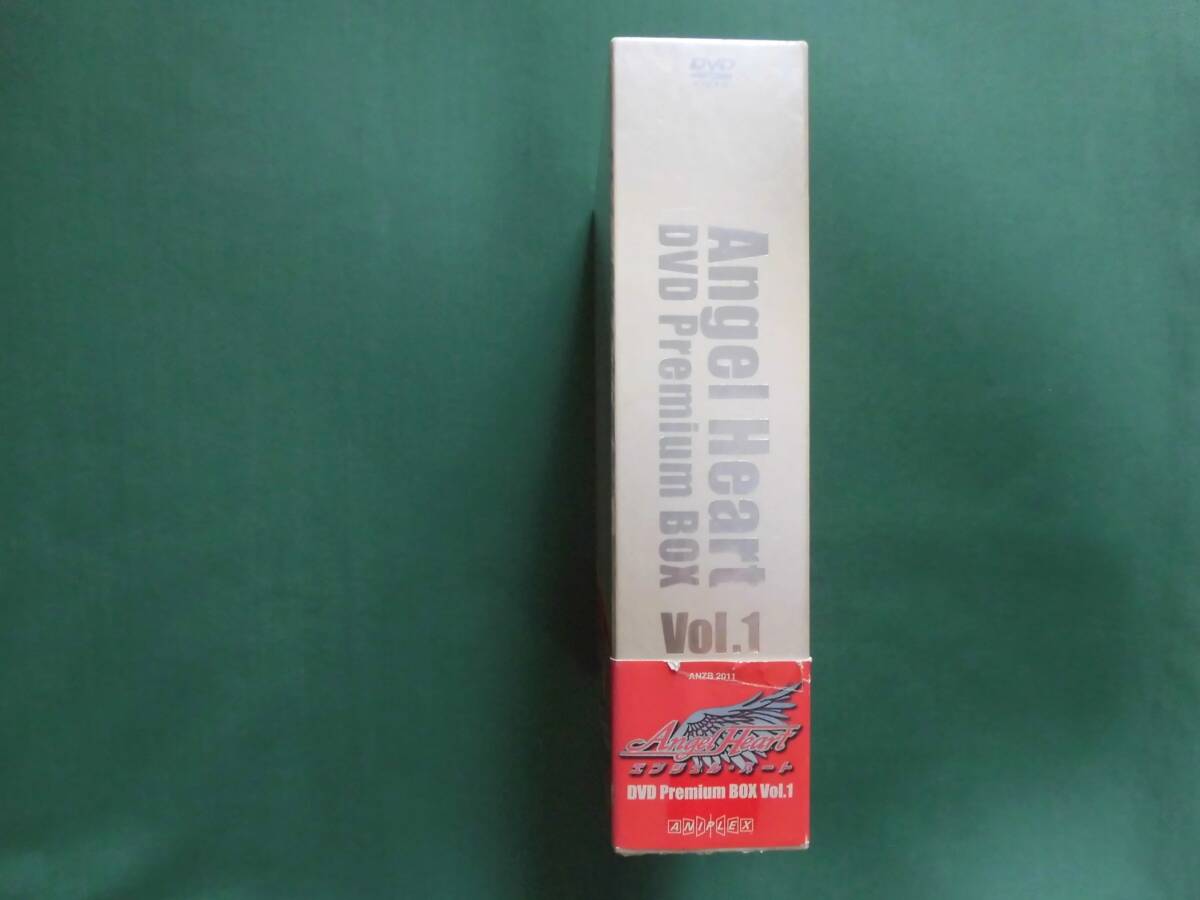 DVD
Angel Heart
DVD Premium BOX
Vol.1
ANZB 2011
Angel Heart
エンジェル・ハート
DVD Premium BOX Vol.1
ANIPLEX